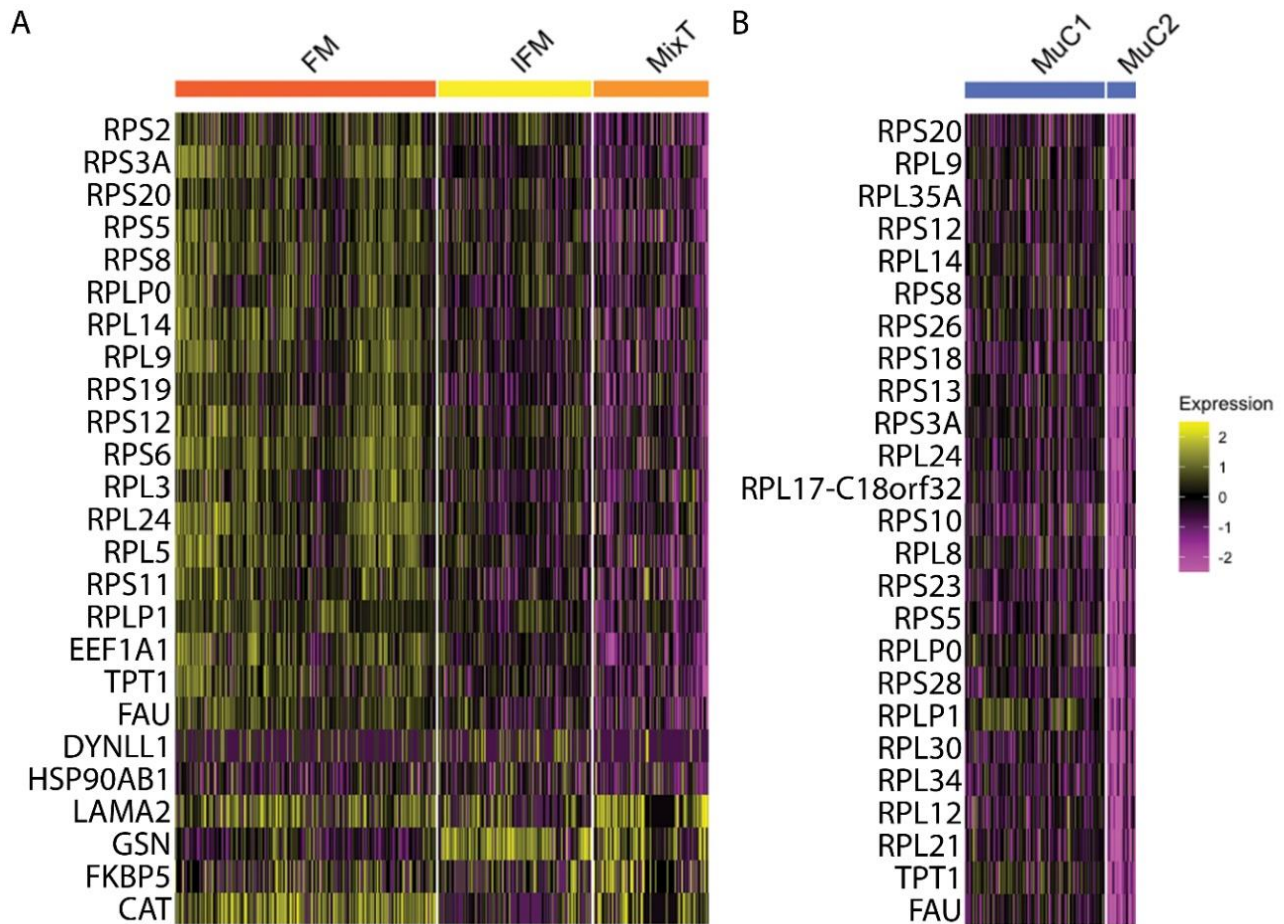 A
FM
IFM
MixT
RPS2
RPS3A
RPS20
RPS5
RPS8
RPLP0
RPL14
RPL9
RPS19
RPS12
RPS6
RPL3
RPL24
RPL5
RPS11
RPLP1
EEF1A1
TPT1
FAU
DYNLL1
HSP90AB1
LAMA2
GSN
FKBP5
CAT
B
MuC1
MuC2
RPS20
RPL9
RPL35A
RPS12
RPL14
RPS8
RPS26
RPS18
RPS13
RPS3A
RPL24
RPL17-C18orf32
RPS10
RPL8
RPS23
RPS5
RPLP0
RPS28
RPLP1
RPL30
RPL34
RPL12
RPL21
TPT1
FAU
Expression
2
1
0
-1
-2